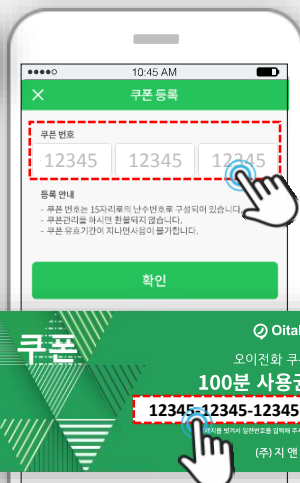 10:45 AM
쿠폰 등록
쿠폰 번호
12345 12345 12345
등록 안내
- 쿠폰 번호는 15자리로의 난수번호로 구성되어 있습니다.
- 쿠폰관리를 하시면 환불돼지 않습니다.
- 쿠폰 유효기간이 지나면사용이 불가합니다.
확인
쿠폰
Oital
오이전화 쿠
100분 사용권
12345-12345-12345
(주) 지 앤